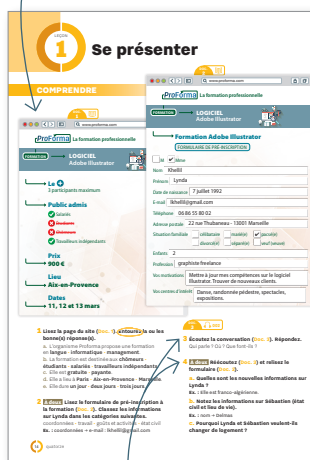 LEÇON
1
Se présenter
COMPRENDRE
www.proforma.com
ProForma La formation professionnelle
FORMATION
LOGICIEL
Adobe Illustrator
Le +
3 participants maximum
Public admis
Salariés
Étudiants
Chômeurs
Travailleurs indépendants
Prix
900 €
Lieu
Aix-en-Provence
Dates
11, 12 et 13 mars
www.proforma.com
ProForma La formation professionnelle
FORMATION
LOGICIEL
Adobe Illustrator
Formation Adobe Illustrator
FORMULAIRE DE PRÉ-INSCRIPTION
M Mme
Nom Khelill
Prénom Lynda
Date de naissance 7 juillet 1992
E-mail lkhelill@gmail.com
Téléphone 06 86 55 80 02
Adresse postale 22 rue Thubaneau - 13001 Marseille
Situation familiale célibataire marié(e) pacsé(e)
divorcé(e) séparé(e) veuf (veuve)
Enfants 2
Profession graphiste freelance
Vos motivations Mettre à jour mes compétences sur le logiciel
Illustrator. Trouver de nouveaux clients.
Vos centres d'intérêt Danse, randonnée pédestre, spectacles,
expositions.
1 Lisez la page du site (Doc. 1). Entourez la ou les
bonne(s) réponse(s).
a. L'organisme Proforma propose une formation
en langue - informatique - management.
b. La formation est destinée aux chômeurs -
étudiants - salariés - travailleurs indépendants.
c. Elle est gratuite - payante.
d. Elle a lieu à Paris - Aix-en-Provence - Marseille.
e. Elle dure un jour - deux jours - trois jours.
2 À deux Lisez le formulaire de pré-inscription à
la formation (Doc. 2). Classez les informations
sur Lynda dans les catégories suivantes.
coordonnées - travail - goûts et activités - état civil
Ex. : coordonnées → e-mail : lkhelill@gmail.com
3 Écoutez la conversation (Doc. 3). Répondez.
Qui parle ? Où ? Que font-ils ?
4 À deux Réécoutez (Doc. 3) et relisez le
formulaire (Doc. 2).
a. Quelles sont les nouvelles informations sur
Lynda ?
Ex. : Elle est franco-algérienne.
b. Notez les informations sur Sébastien (état
civil et lieu de vie).
Ex. : nom → Delmas
c. Pourquoi Lynda et Sébastien veulent-ils
changer de logement ?